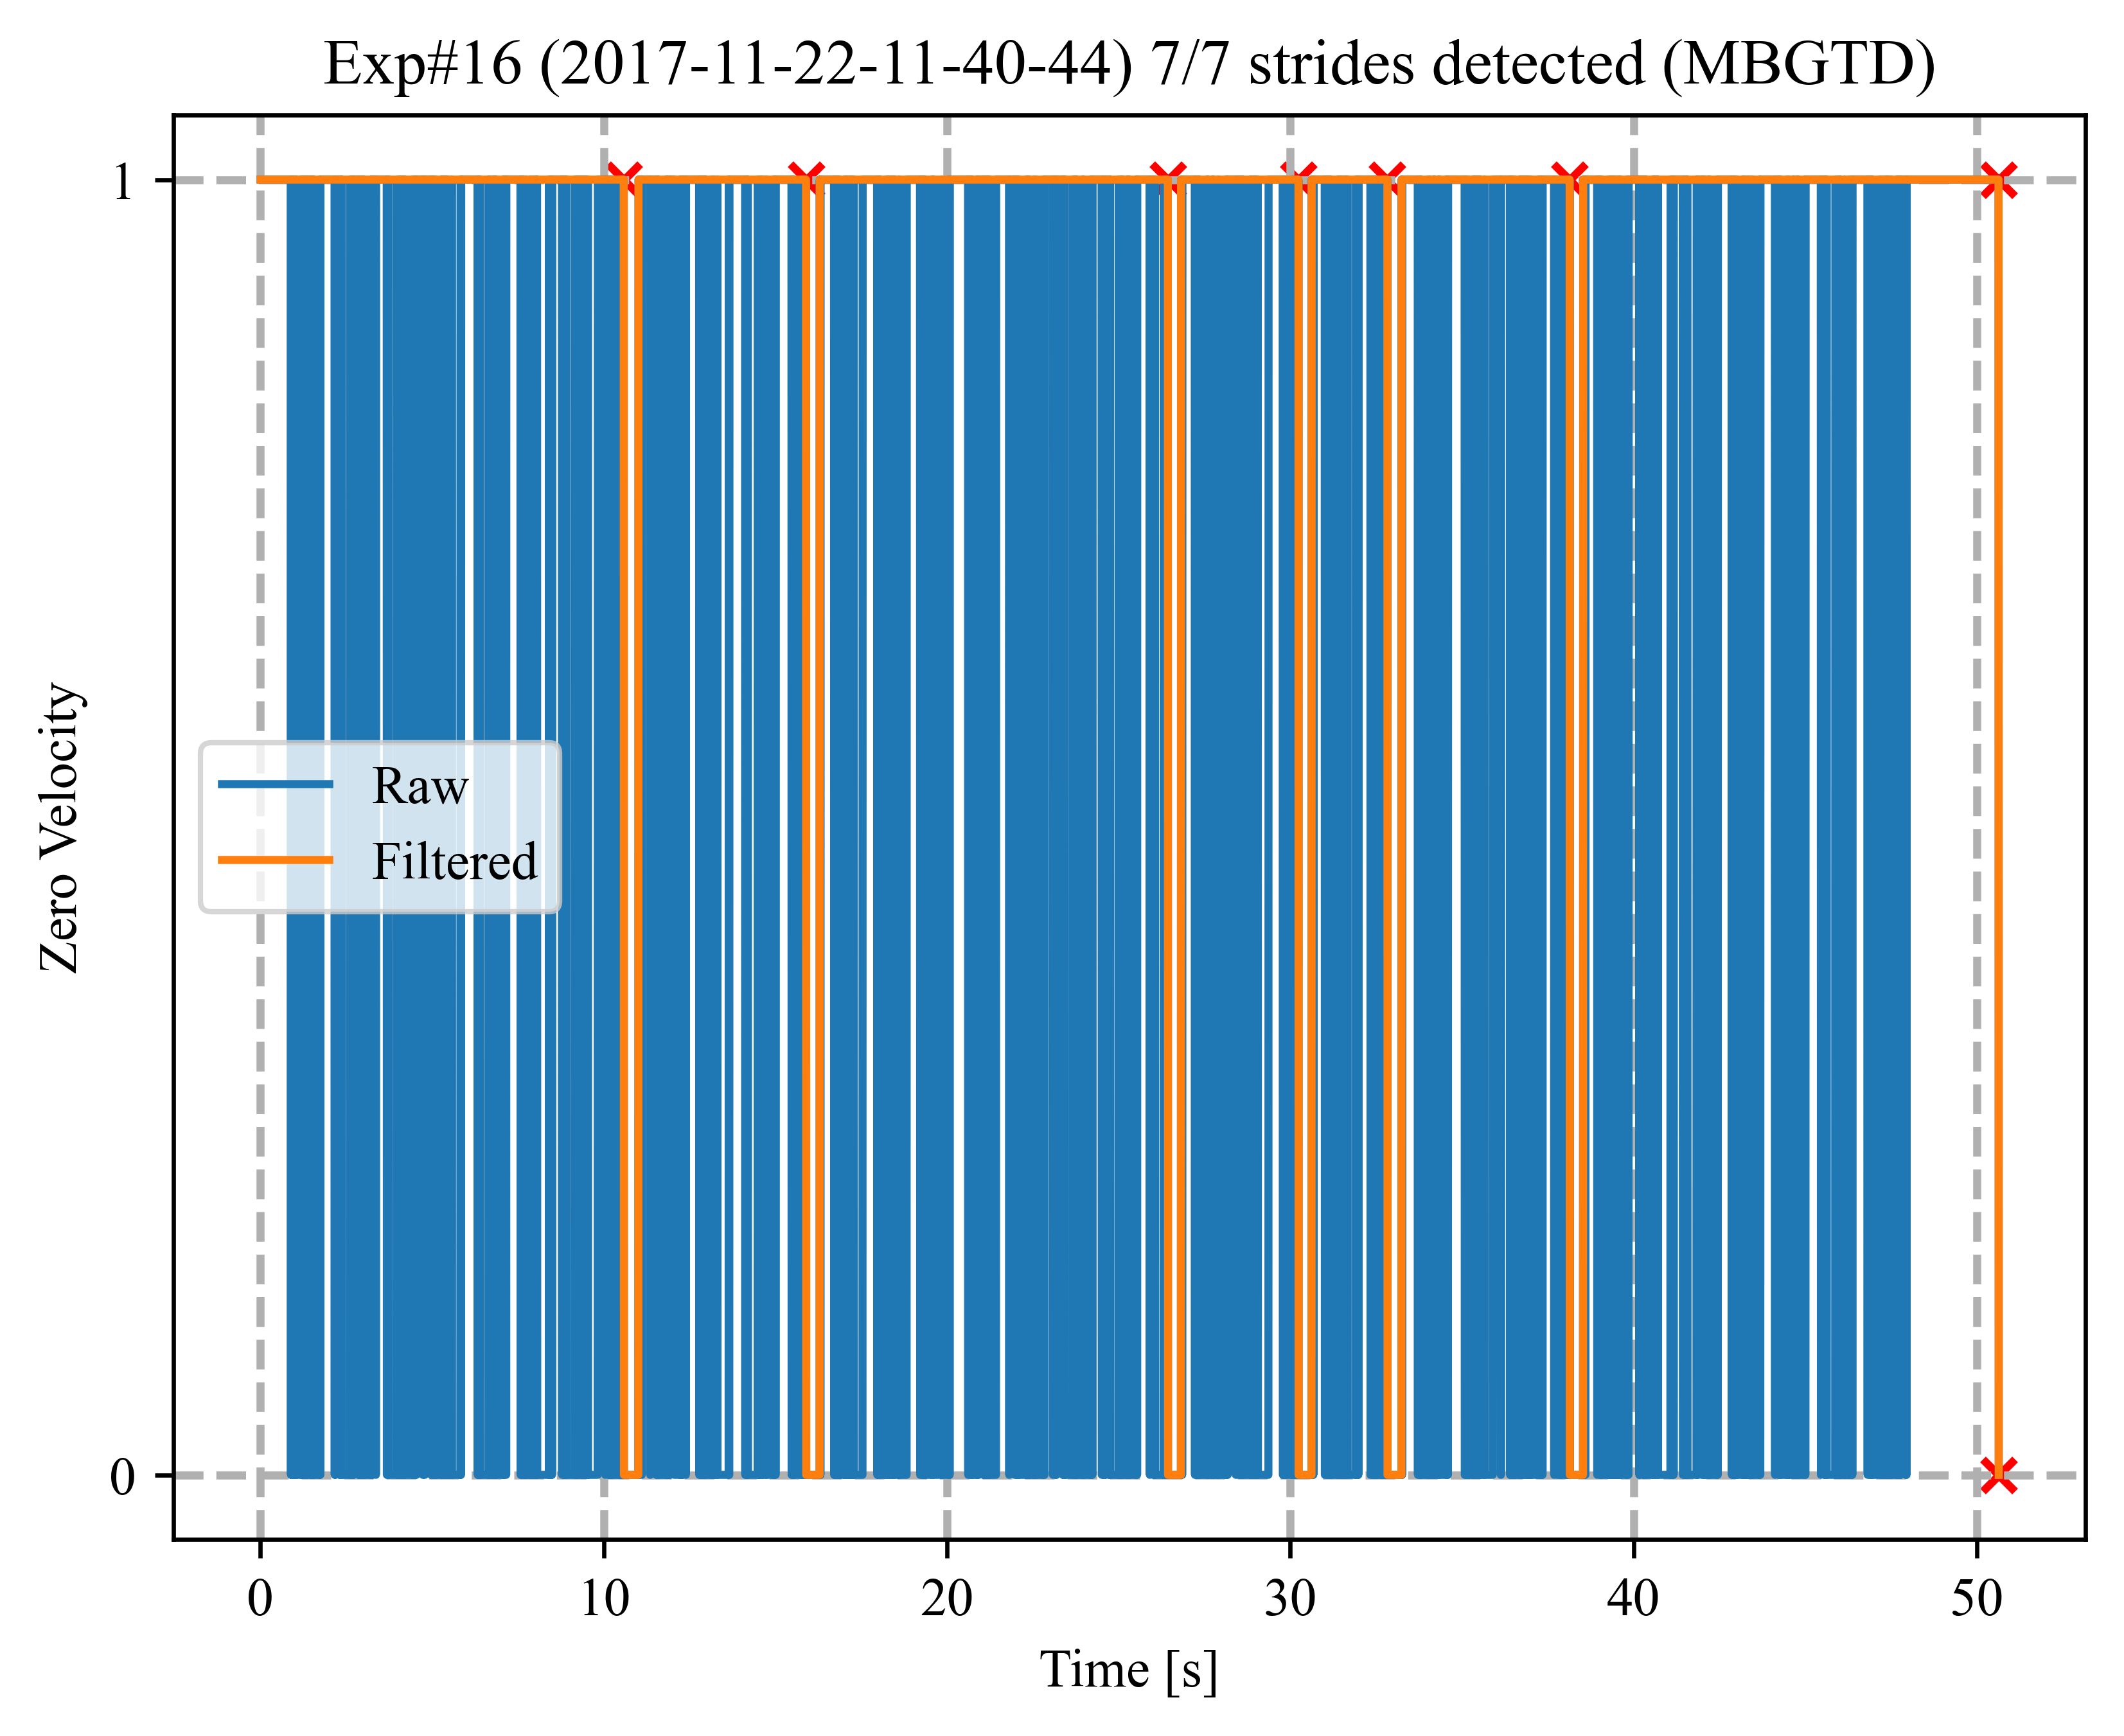 Exp#16 (2017-11-22-11-40-44) 7/7 strides detected (MBGTD)
1
Zero Velocity
Raw
Filtered
0
0 10 20 30 40 50
Time [s]